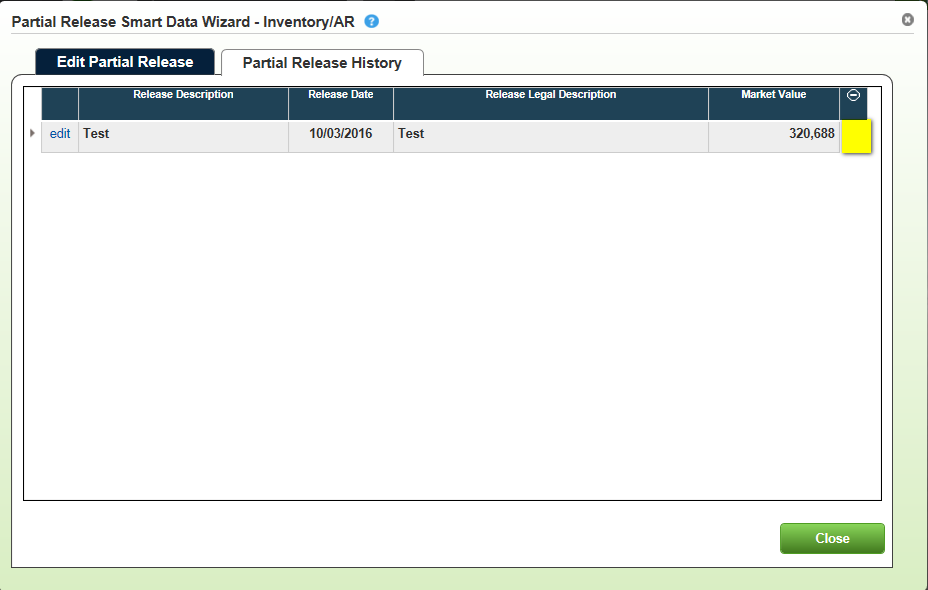 Partial Release Smart Data Wizard - Inventory/AR ?
Edit Partial Release Partial Release History
Release Description Release Date Release Legal Description Market Value
edit Test 10/03/2016 Test 320,688
Close